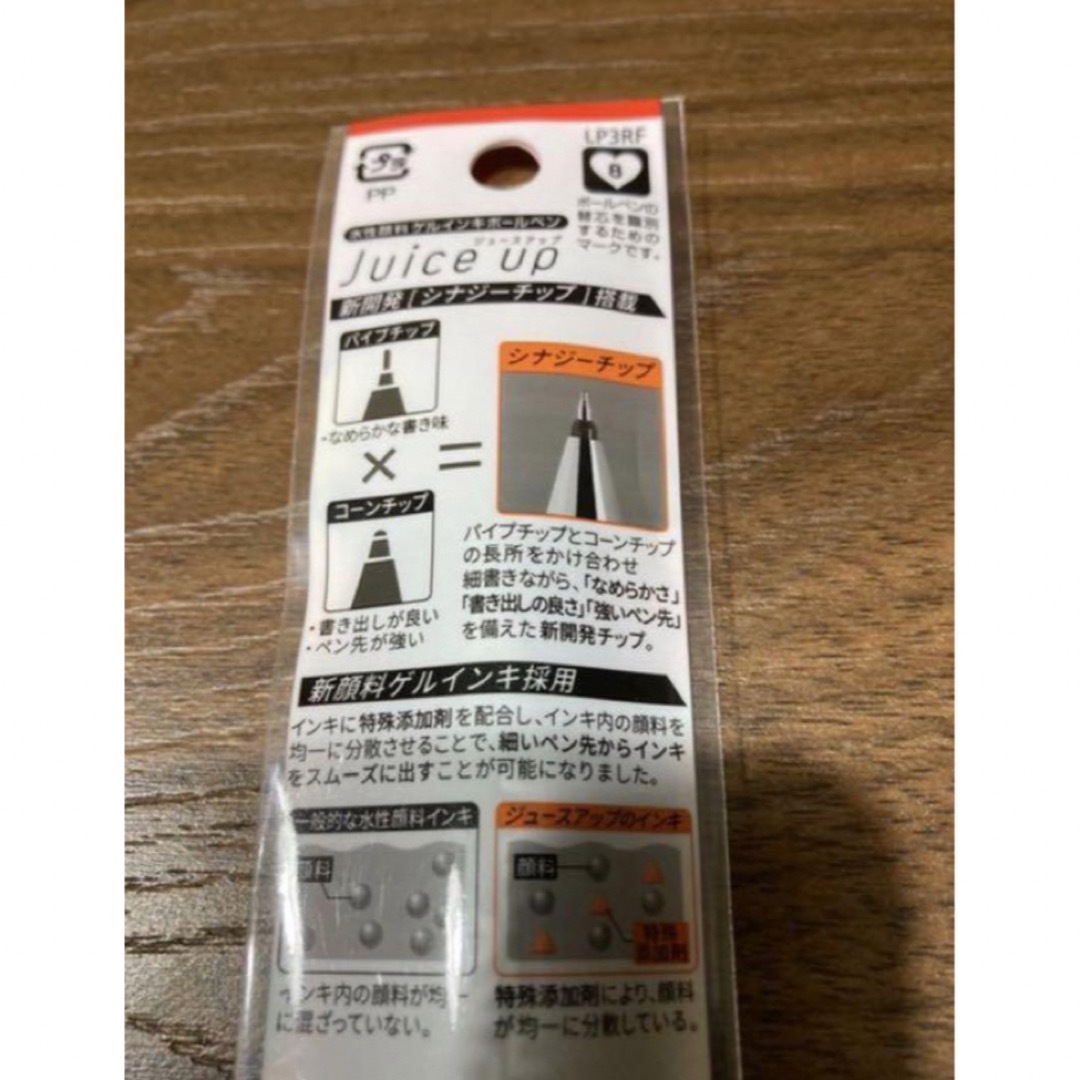 プラ
PP
LP3RF
8
ボールペンの
替芯を識別
するための
マークです。
水性顔料ゲルインキボールペン
ジュースアップ
Juice up
新開発[シナジーチップ]搭載
パイプチップ
・なめらかな書き味
×
コーンチップ
・書き出しが良い
・ペン先が強い
=
シナジーチップ
パイプチップとコーンチップ
の長所をかけ合わせ
細書きながら、「なめらかさ」
「書き出しの良さ」「強いペン先」
を備えた新開発チップ。
新顔料ゲルインキ採用
インキに特殊添加剤を配合し、インキ内の顔料を
均一に分散させることで、細いペン先からインキ
をスムーズに出すことが可能になりました。
一般的な水性顔料インキ
顔料
インキ内の顔料が均一
に混ざっていない。
ジュースアップのインキ
顔料
特殊
添加剤
特殊添加剤により、顔料
が均一に分散している。